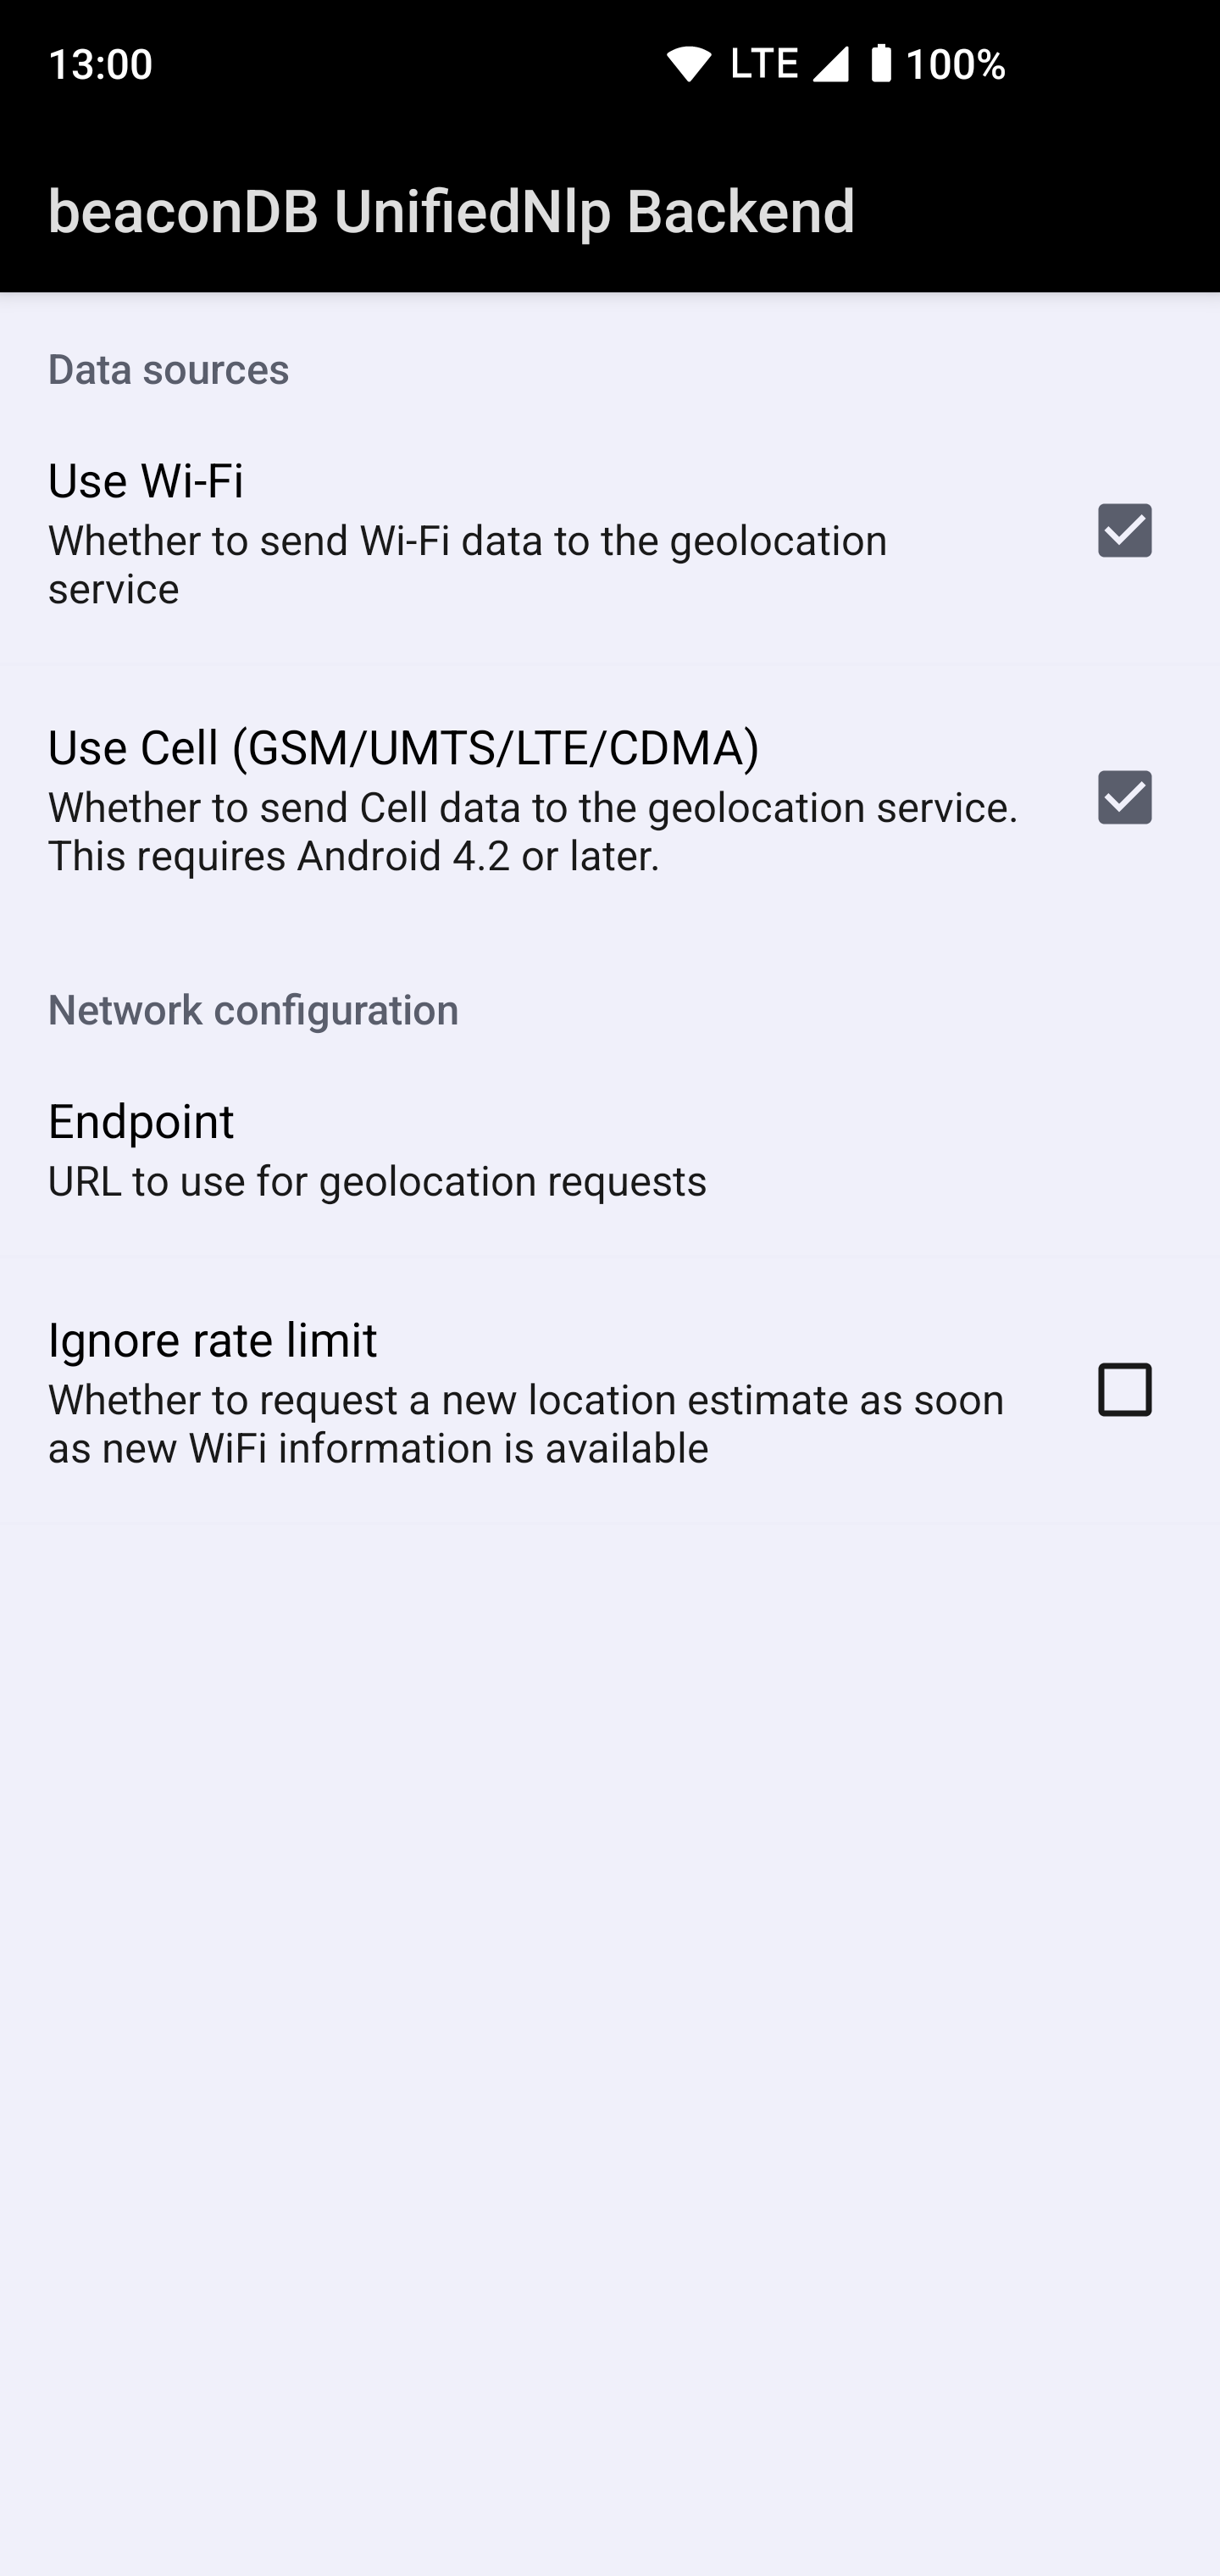 13:00
LTE 100%
beaconDB UnifiedNlp Backend
Data sources
Use Wi-Fi
Whether to send Wi-Fi data to the geolocation
service
Use Cell (GSM/UMTS/LTE/CDMA)
Whether to send Cell data to the geolocation service.
This requires Android 4.2 or later.
Network configuration
Endpoint
URL to use for geolocation requests
Ignore rate limit
Whether to request a new location estimate as soon
as new WiFi information is available